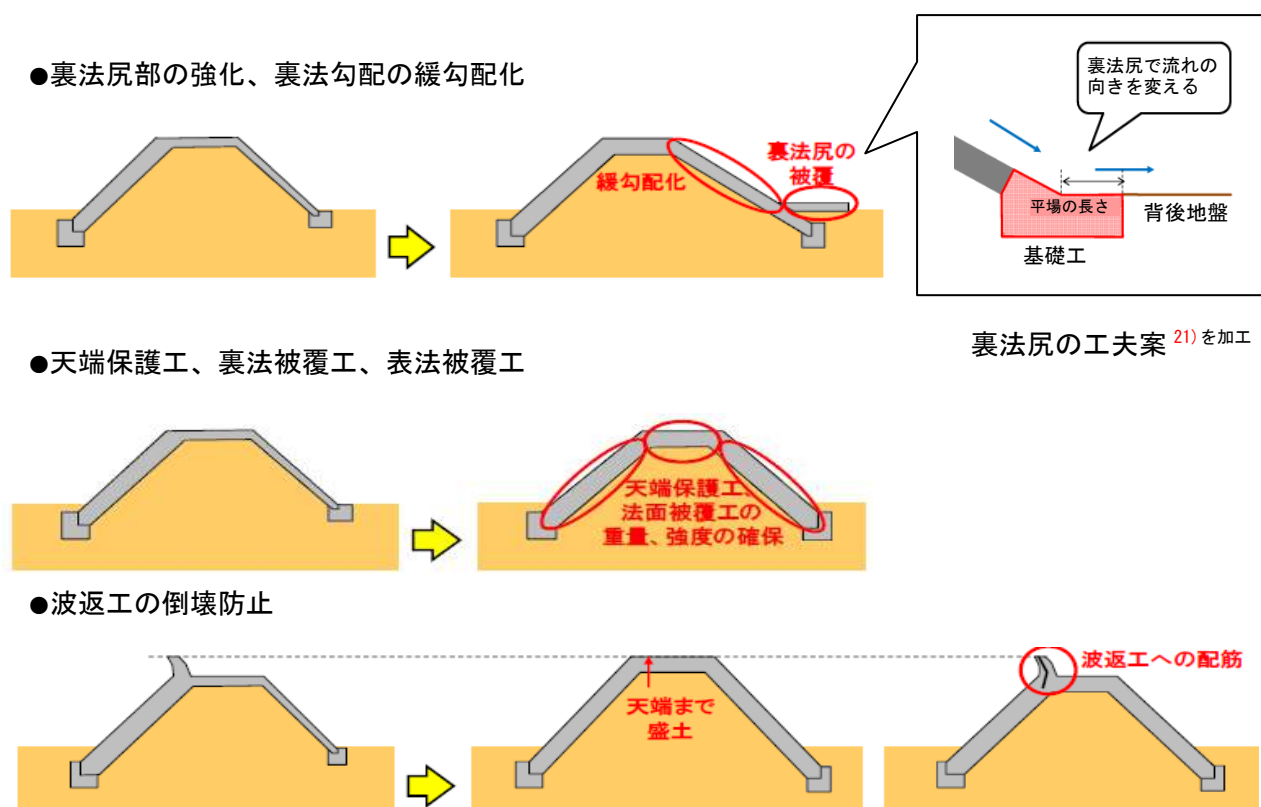 ●裏法尻部の強化、裏法勾配の緩勾配化
緩勾配化
裏法尻の
被覆
裏法尻で流れの
向きを変える
平場の長さ
背後地盤
基礎工
裏法尻の工夫案 21) を加工
●天端保護工、裏法被覆工、表法被覆工
天端保護工、
法面被覆工の
重量、強度の確保
●波返工の倒壊防止
天端まで
盛土
波返工への配筋